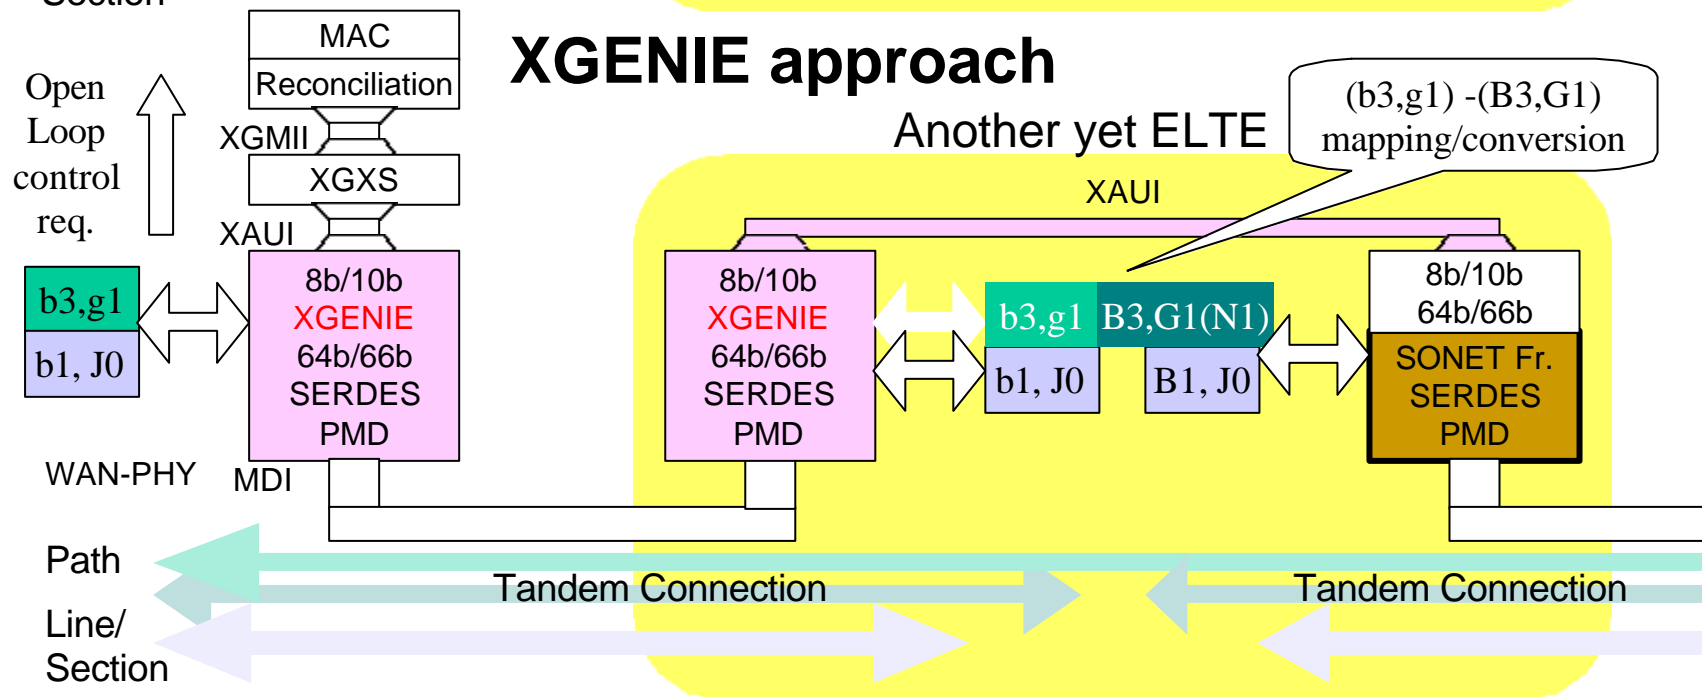 Section
XGENIE approach
MAC
Reconciliation
Open
Loop
control
req.
XGMII
XGXS
XAUI
Another yet ELTE
(b3,g1) -(B3,G1)
mapping/conversion
XAUI
b3,g1
b1, J0
8b/10b
XGENIE
64b/66b
SERDES
PMD
8b/10b
XGENIE
64b/66b
SERDES
PMD
b3,g1 B3,G1(N1)
b1, J0
B1, J0
8b/10b
64b/66b
SONET Fr.
SERDES
PMD
WAN-PHY
MDI
Path
Tandem Connection
Tandem Connection
Line/
Section